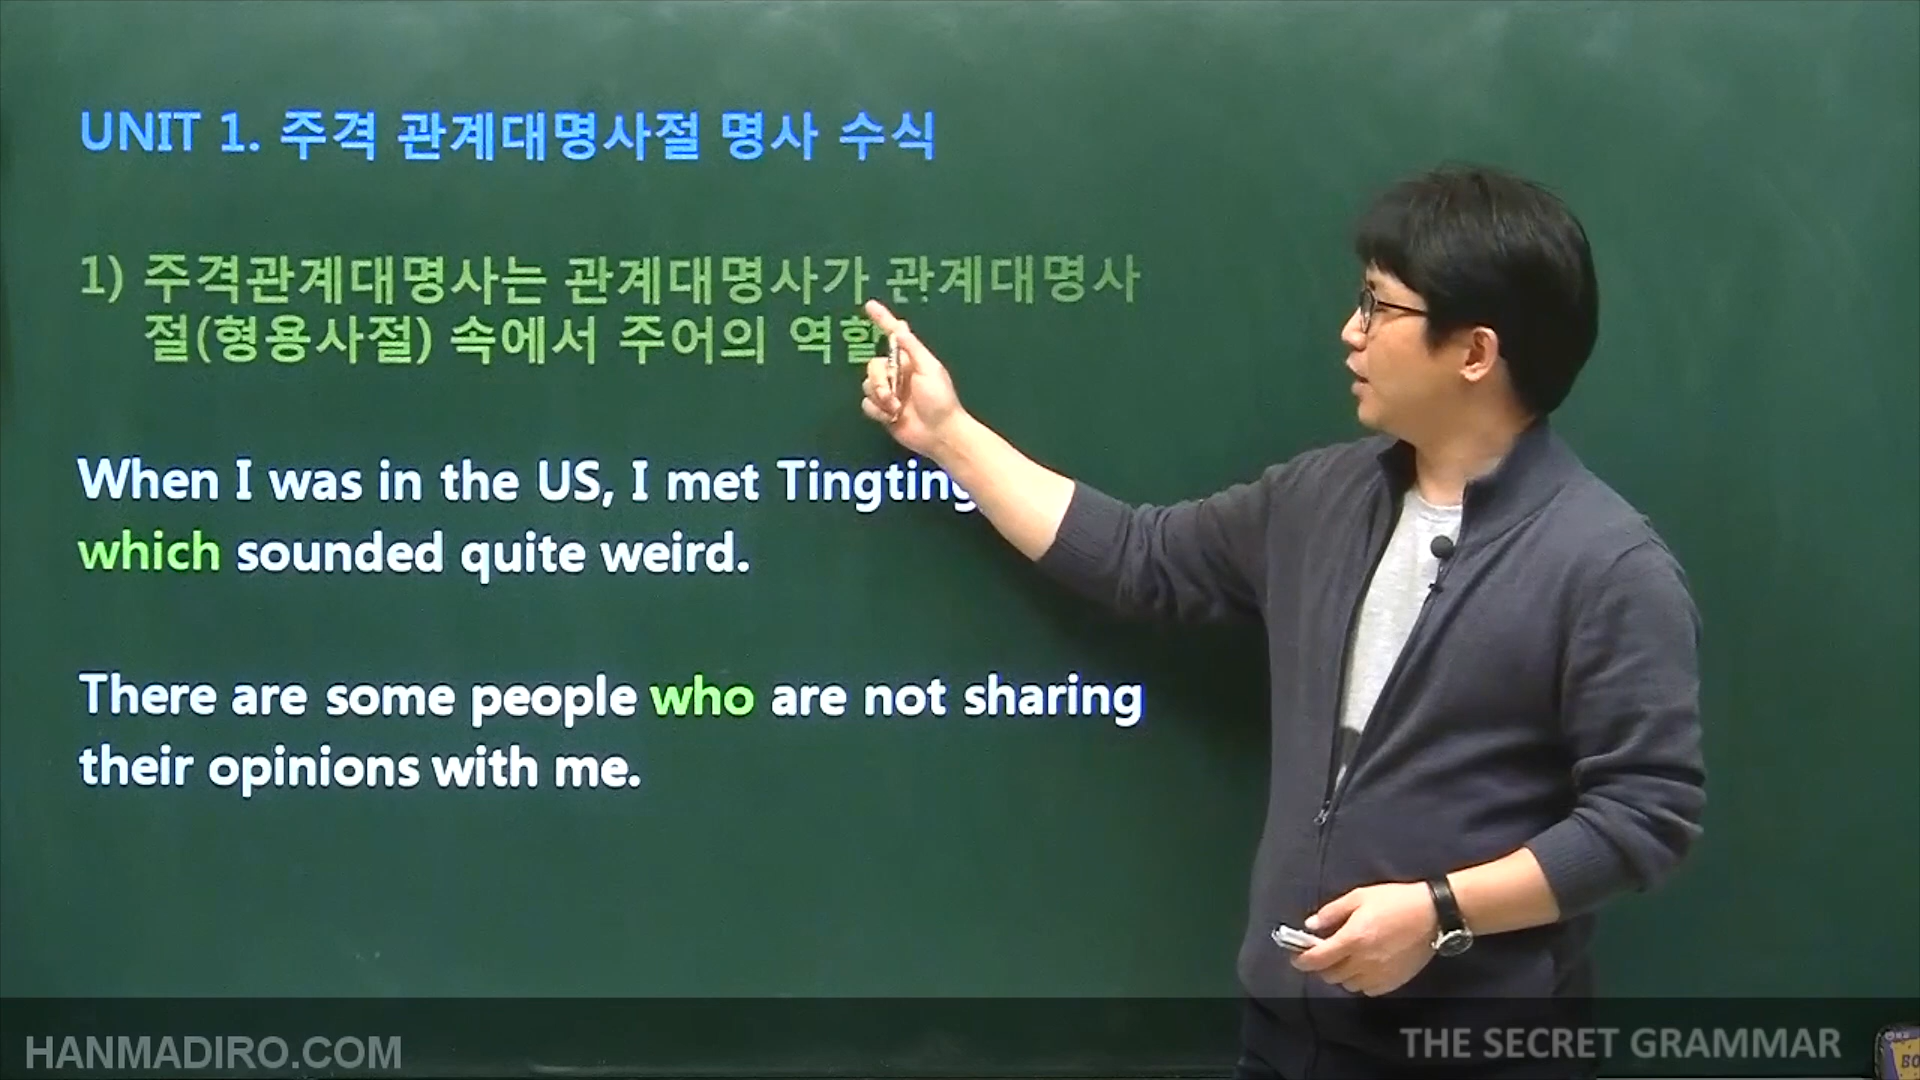 UNIT 1. 주격 관계대명사절 명사 수식
1) 주격관계대명사는 관계대명사가 관계대명사
절(형용사절) 속에서 주어의 역할
When I was in the US, I met Tingting,
which sounded quite weird.
There are some people who are not sharing
their opinions with me.
HANMADIRO.COM
THE SECRET GRAMMAR